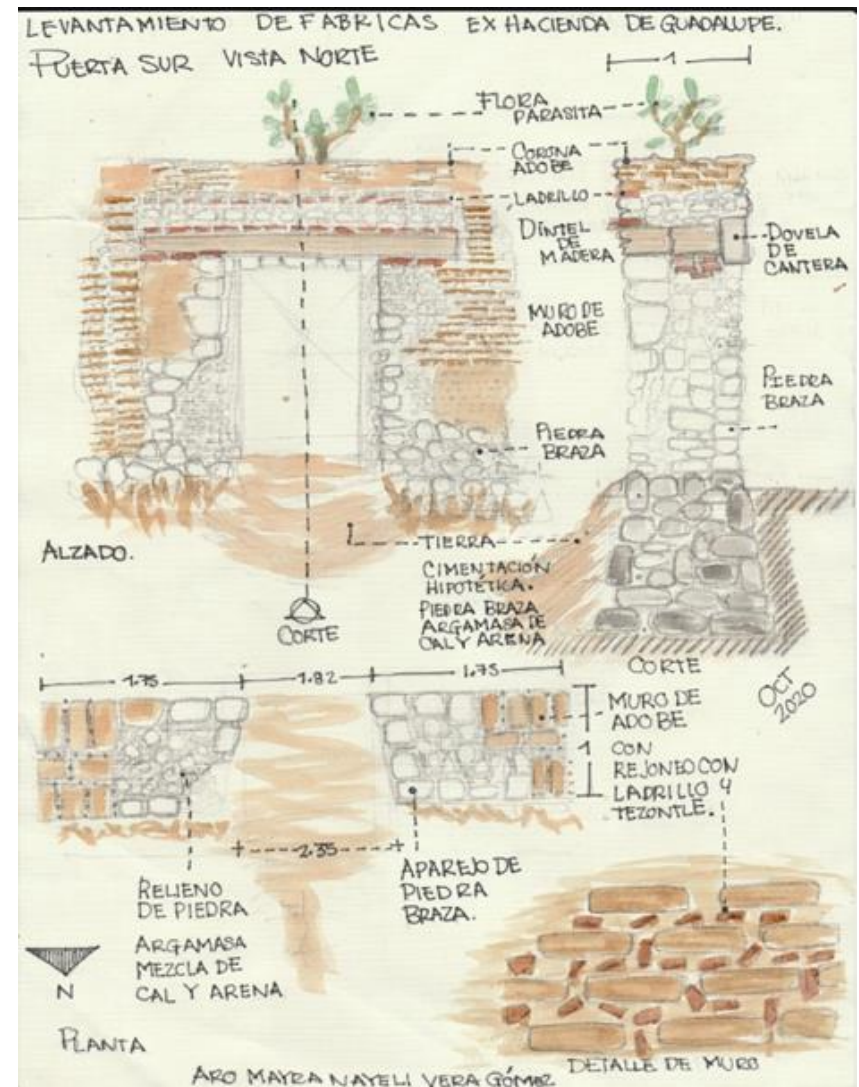 LEVANTAMIENTO DE FABRICAS EX HACIENDA DE GUADALUPE.
PUERTA SUR VISTA NORTE
1
FLORA
PARASITA
CORONA
ADOBE
LADRILLO
DINTEL
DE
MADERA
DOVELA
DE
CANTERA
MURO DE
ADOBE
PIEDRA
BRAZA
PIEDRA
BRAZA
ALZADO.
TIERRA
CIMENTACIÓN
HIPOTÉTICA.
PIEDRA BRAZA
ARGAMASA DE
CAL Y ARENA
CORTE
CORTE
OCT
2020
1.75
1.82
1.75
MURO DE
ADOBE
1
CON
REJONEO CON
LADRILLO Y
TEZONTLE.
2.35
RELIENO
DE PIEDRA
APAREJO DE
PIEDRA
BRAZA.
ARGAMASA
MEZCLA DE
CAL Y ARENA
N
PLANTA
DETALLE DE MURO
ARO MAYRA NAYELI VERA GÓMEZ